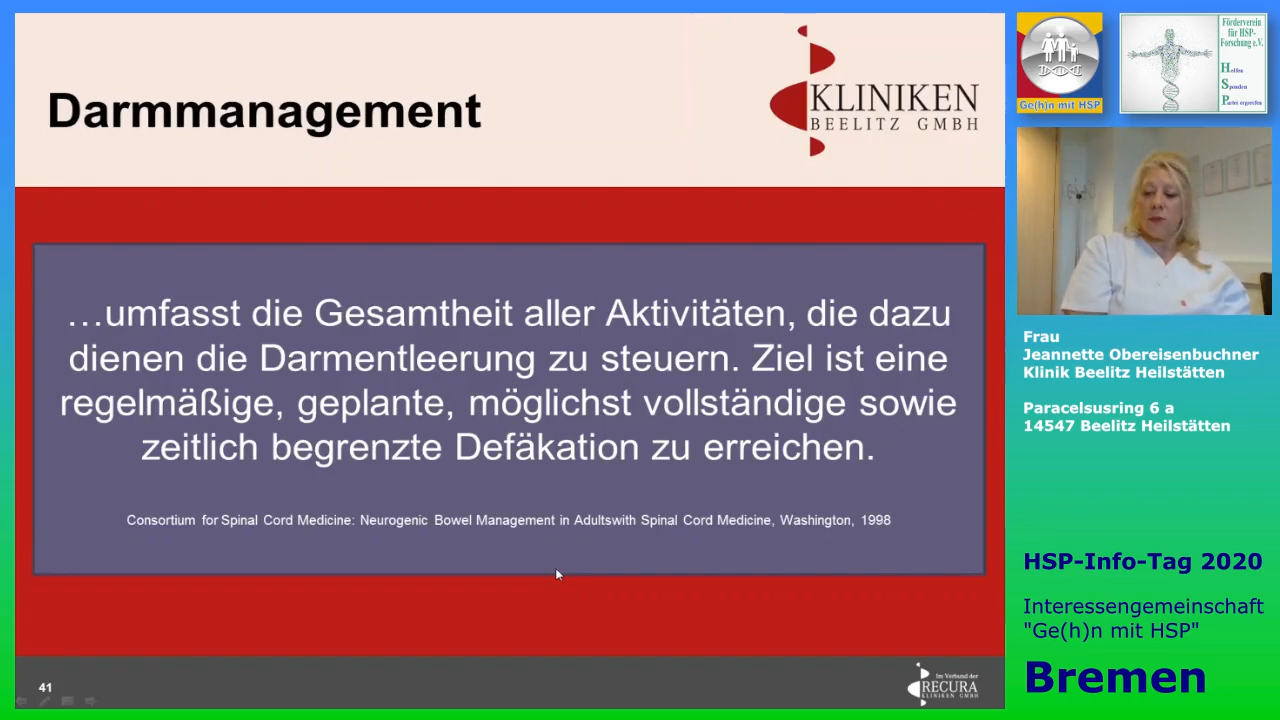 Darmmanagement
KLINIKEN
BEELITZ GMBH
…umfasst die Gesamtheit aller Aktivitäten, die dazu
dienen die Darmentleerung zu steuern. Ziel ist eine
regelmäßige, geplante, möglichst vollständige sowie
zeitlich begrenzte Defäkation zu erreichen.
Consortium for Spinal Cord Medicine: Neurogenic Bowel Management in Adultswith Spinal Cord Medicine, Washington, 1998
41
Im Verbund der
RECURA
KLINIKEN GMBH
Ge(h)n mit HSP
Förderverein
für HSP-
Forschung e.V.
Helfen
Spenden
Partei ergreifen
Frau
Jeannette Obereisenbuchner
Klinik Beelitz Heilstätten
Paracelsusring 6 a
14547 Beelitz Heilstätten
HSP-Info-Tag 2020
Interessengemeinschaft
"Ge(h)n mit HSP"
Bremen